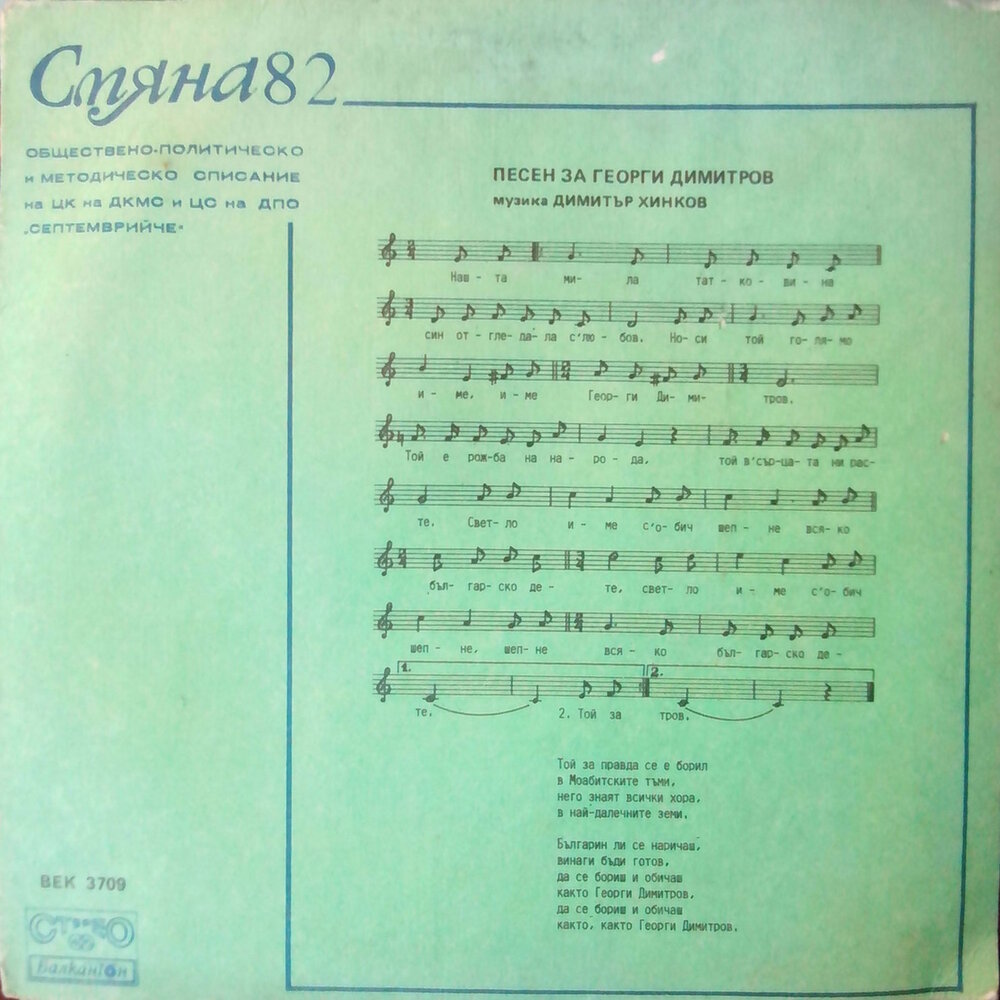 Смяна 82
ОБЩЕСТВЕНО-ПОЛИТИЧЕСКО
и МЕТОДИЧЕСКО СПИСАНИЕ
на ЦК на ДКМС и ЦС на ДПО
„СЕПТЕМВРИЙЧЕ“
ПЕСЕН ЗА ГЕОРГИ ДИМИТРОВ
музика ДИМИТЪР ХИНКОВ
Наш - та ми - ла тат - ко - ви - на
син от - гле - да - ла с'лю - бов. Но - си той го - ля - мо
и - ме, и - ме Геор - ги Ди - ми - тров.
Той е рож - ба на на - ро - да, той в'сър - ца - та ни рас -
те. Свет - ло и - ме с'о - бич шеп - не вся - ко
бъл - гар - ско де - те, свет - ло и - ме с'о - бич
шеп - не, шеп - не вся - ко бъл - гар - ско де -
1. 2.
те. 2. Той за тров.
Той за правда се е борил
в Моабитските тъми,
него знаят всички хора,
в най-далечните земи.
Българин ли се наричаш,
винаги бъди готов,
да се бориш и обичаш
както Георги Димитров,
да се бориш и обичаш
както, както Георги Димитров.
ВЕК 3709
СТЕРЕО
Балкантон